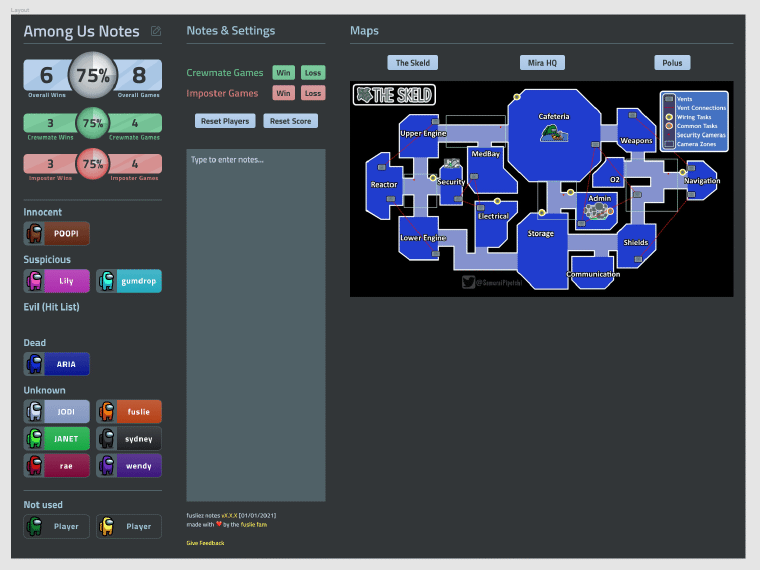 Layout
Among Us Notes
6 75% 8
Overall Wins Overall Games
3 75% 4
Crewmate Wins Crewmate Games
3 75% 4
Imposter Wins Imposter Games
Innocent
POOPI
Suspicious
Lily gumdrop
Evil (Hit List)
Dead
ARIA
Unknown
JODI fuslie
JANET sydney
rae wendy
Not used
Player Player
Notes & Settings
Crewmate Games Win Loss
Imposter Games Win Loss
Reset Players Reset Score
Type to enter notes...
fusliez notes vX.X.X [01/01/2021]
made with ❤ by the fuslie fam
Give Feedback
Maps
The Skeld Mira HQ Polus
THE SKELD
Vents
Vent Connections
Wiring Tasks
Common Tasks
Security Cameras
Camera Zones
Cafeteria
Upper Engine
Weapons
MedBay
Reactor
Security
O2
Navigation
Admin
Electrical
Lower Engine
Storage
Shields
Communication